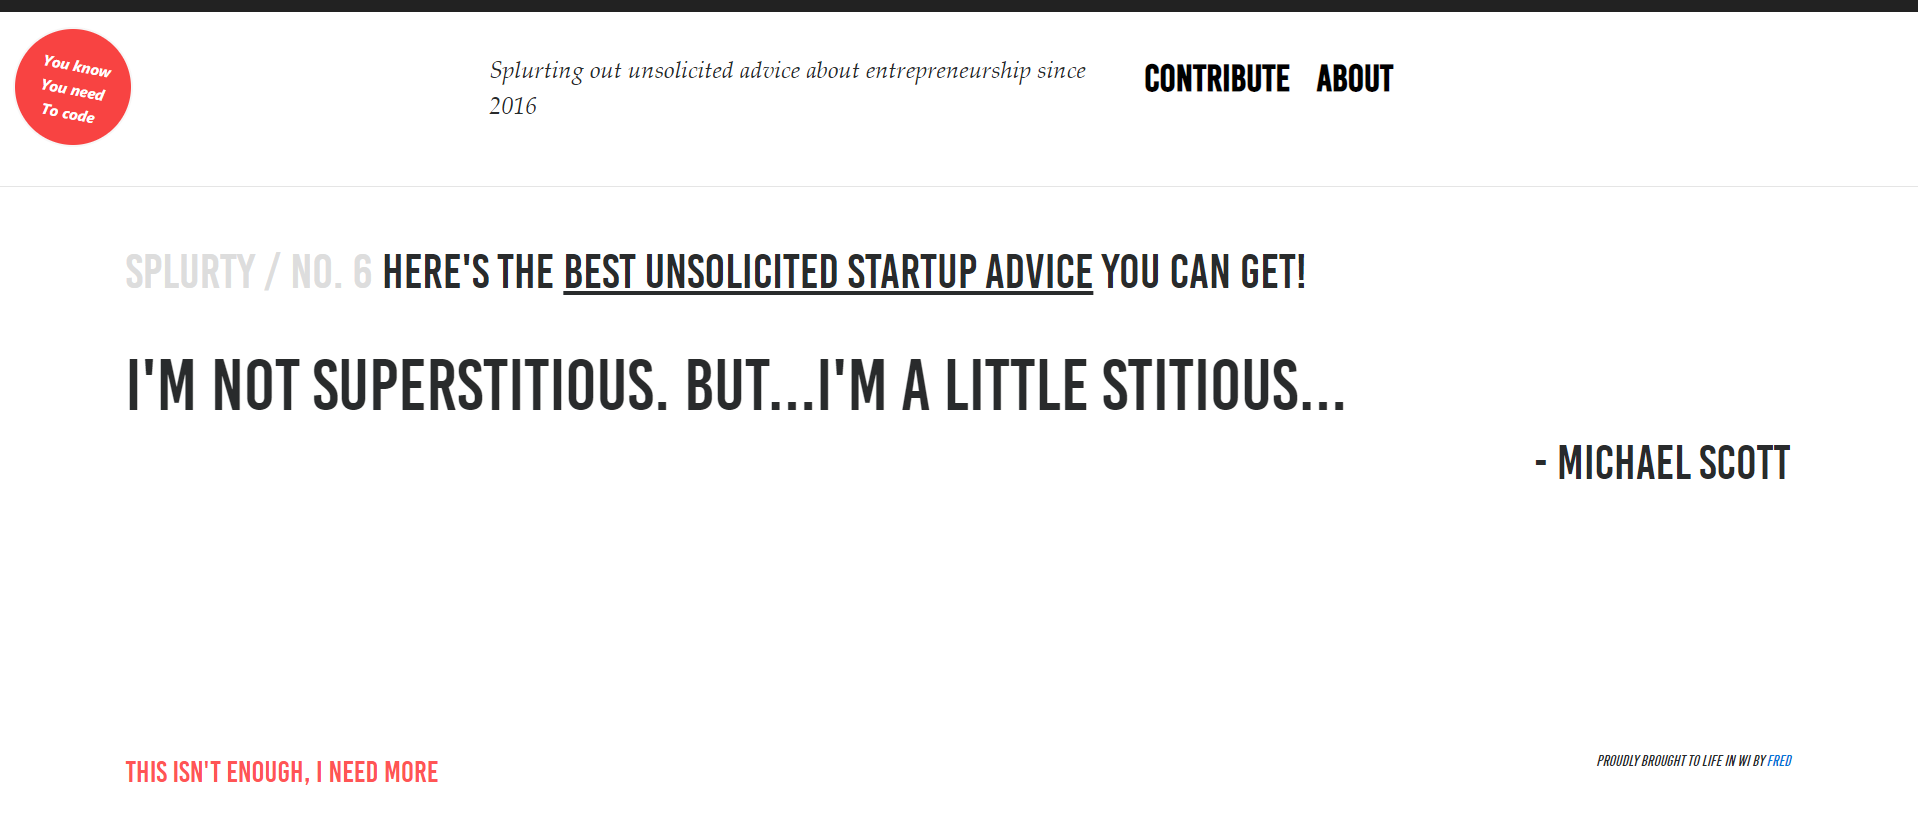 You know
You need
To code
Splurting out unsolicited advice about entrepreneurship since
2016
CONTRIBUTE ABOUT
SPLURTY / NO. 6 HERE'S THE BEST UNSOLICITED STARTUP ADVICE YOU CAN GET!
I'M NOT SUPERSTITIOUS. BUT...I'M A LITTLE STITIOUS...
- MICHAEL SCOTT
THIS ISN'T ENOUGH, I NEED MORE
PROUDLY BROUGHT TO LIFE IN WI BY FRED